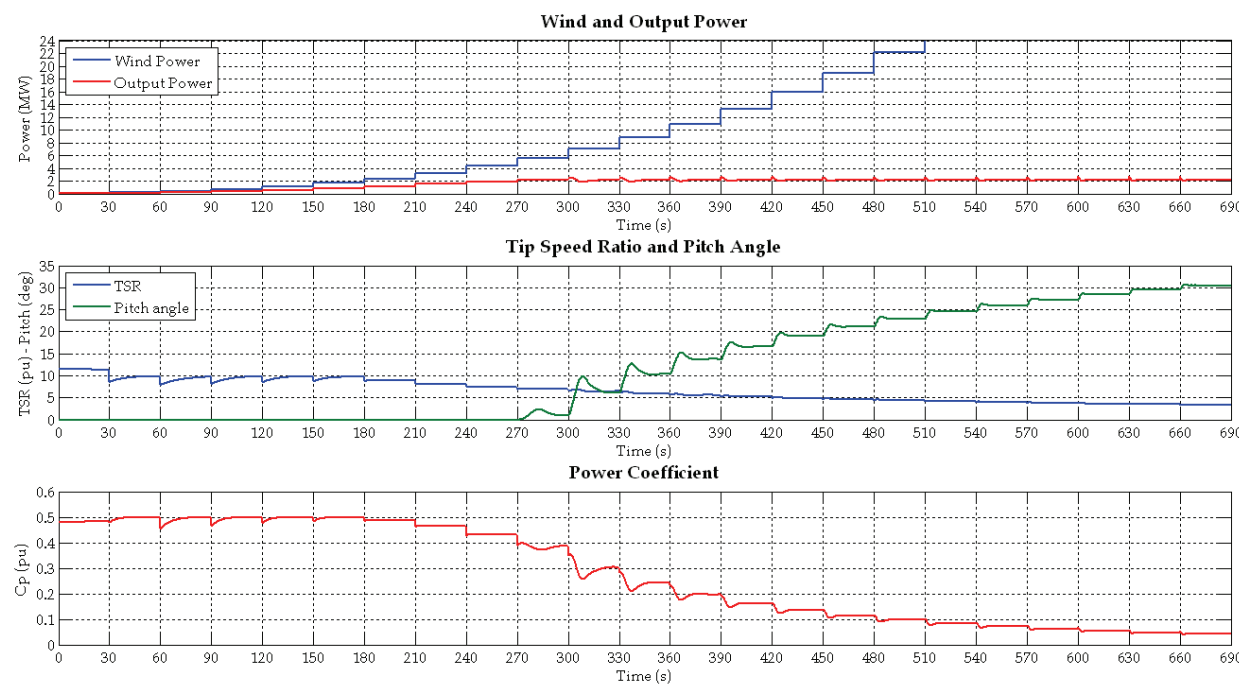 Wind and Output Power
24
22
20
18
16
14
12
10
8
6
4
2
0
Power (MW)
Wind Power
Output Power
0 30 60 90 120 150 180 210 240 270 300 330 360 390 420 450 480 510 540 570 600 630 660 690
Time (s)
Tip Speed Ratio and Pitch Angle
35
30
25
20
15
10
5
0
TSR (pu) - Pitch (deg)
TSR
Pitch angle
0 30 60 90 120 150 180 210 240 270 300 330 360 390 420 450 480 510 540 570 600 630 660 690
Time (s)
Power Coefficient
0.6
0.5
0.4
0.3
0.2
0.1
0
Cp (pu)
0 30 60 90 120 150 180 210 240 270 300 330 360 390 420 450 480 510 540 570 600 630 660 690
Time (s)